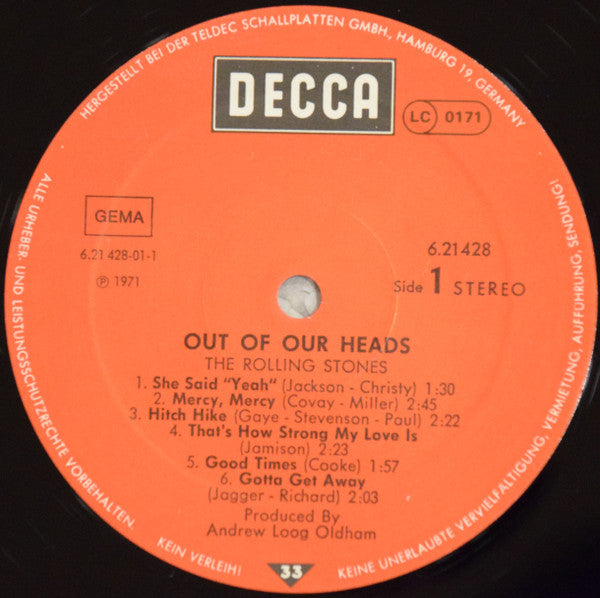 HERGESTELLT BEI DER TELDEC SCHALLPLATTEN GMBH, HAMBURG 19, GERMANY
DECCA
LC 0171
GEMA
6.21 428-01-1
℗ 1971
6.21428
Side 1 STEREO
OUT OF OUR HEADS
THE ROLLING STONES
1. She Said "Yeah" (Jackson - Christy) 1:30
2. Mercy, Mercy (Covay - Miller) 2:45
3. Hitch Hike (Gaye - Stevenson - Paul) 2:22
4. That's How Strong My Love Is
(Jamison) 2:23
5. Good Times (Cooke) 1:57
6. Gotta Get Away
(Jagger - Richard) 2:03
Produced By
Andrew Loog Oldham
33
ALLE URHEBER- UND LEISTUNGSSCHUTZRECHTE VORBEHALTEN.
KEIN VERLEIH!
KEINE UNERLAUBTE VERVIELFÄLTIGUNG, VERMIETUNG, AUFFÜHRUNG, SENDUNG!